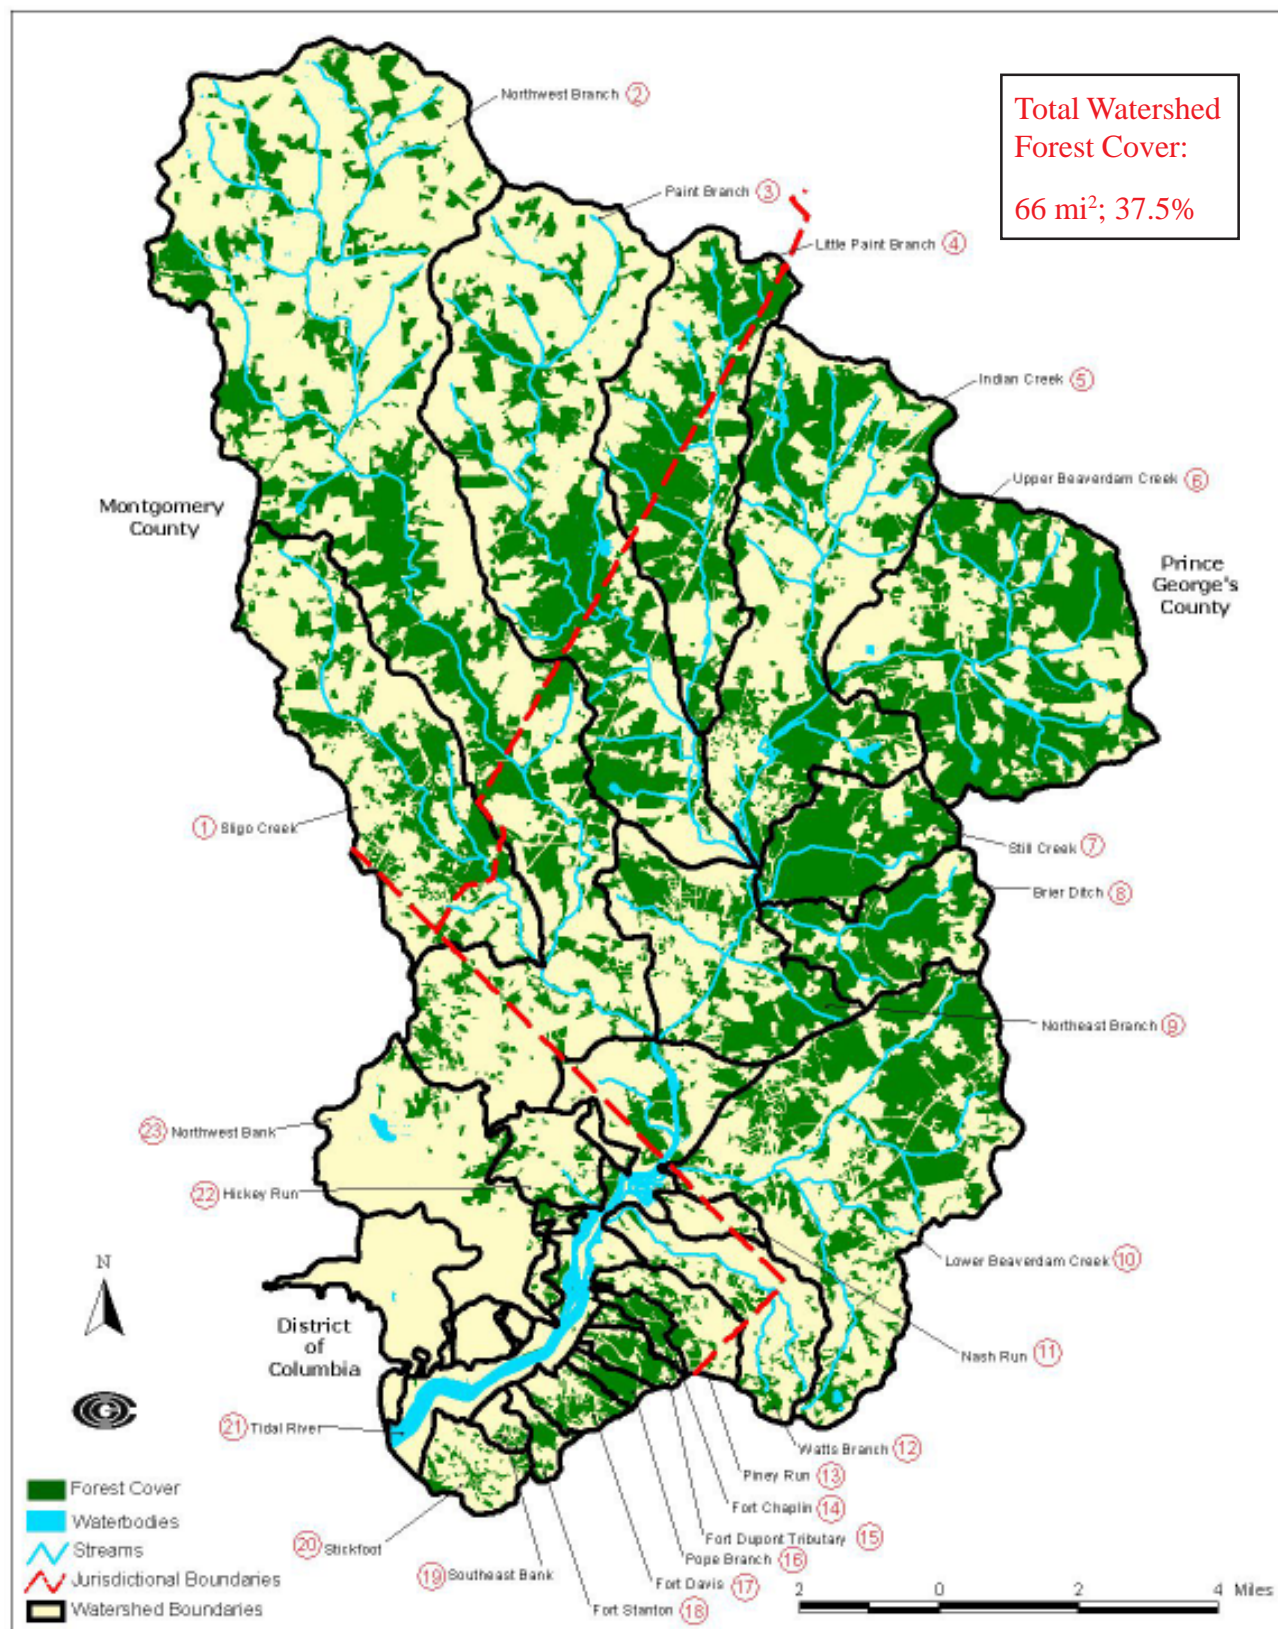 Northwest Branch 2
Total Watershed
Forest Cover:
66 mi²; 37.5%
Paint Branch 3
Little Paint Branch 4
Indian Creek 5
Upper Beaverdam Creek 6
Montgomery
County
Prince
George's
County
1 Sligo Creek
Still Creek 7
Brier Ditch 8
Northeast Branch 9
23 Northwest Bank
22 Hickey Run
Lower Beaverdam Creek 10
N
District
of
Columbia
Nash Run 11
21 Tidal River
Watts Branch 12
Piney Run 13
Fort Chaplin 14
Fort Dupont Tributary 15
Pope Branch 16
Fort Davis 17
Fort Stanton 18
19 Southeast Bank
20 Stickfoot
Forest Cover
Waterbodies
Streams
Jurisdictional Boundaries
Watershed Boundaries
2 0 2 4 Miles